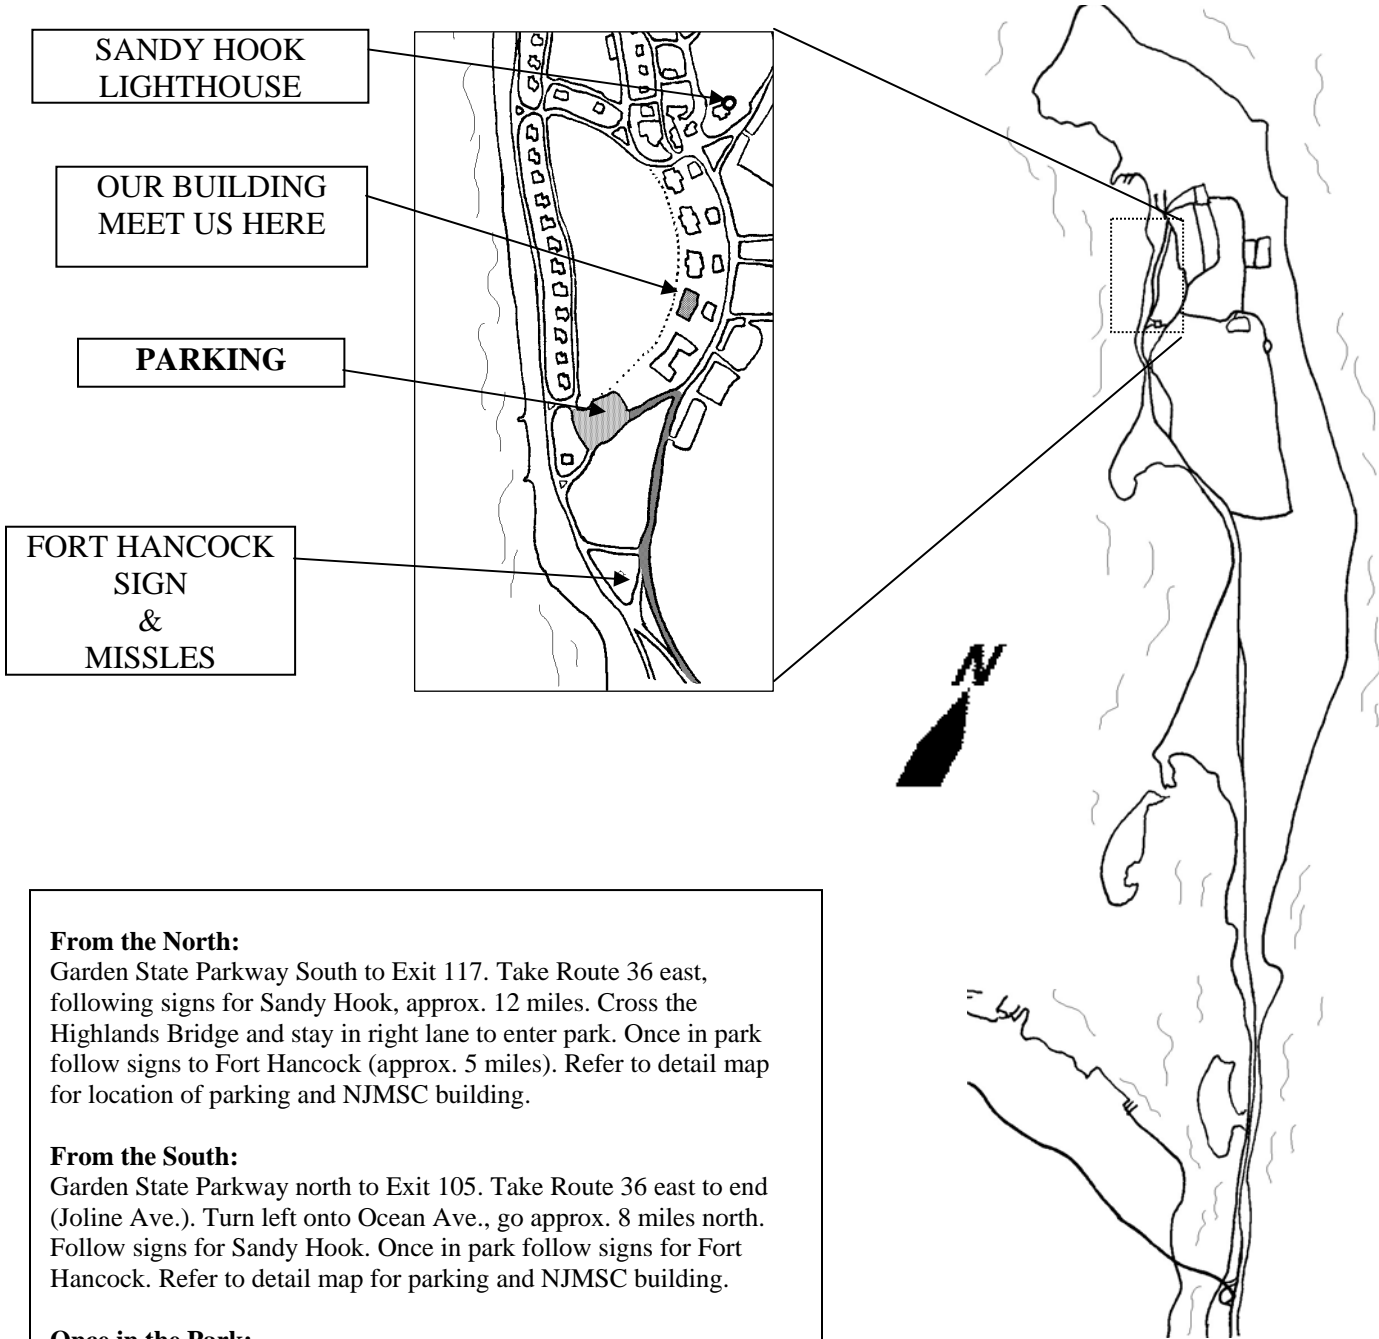 SANDY HOOK
LIGHTHOUSE
OUR BUILDING
MEET US HERE
PARKING
FORT HANCOCK
SIGN
&
MISSLES
N
From the North:
Garden State Parkway South to Exit 117. Take Route 36 east,
following signs for Sandy Hook, approx. 12 miles. Cross the
Highlands Bridge and stay in right lane to enter park. Once in park
follow signs to Fort Hancock (approx. 5 miles). Refer to detail map
for location of parking and NJMSC building.
From the South:
Garden State Parkway north to Exit 105. Take Route 36 east to end
(Joline Ave.). Turn left onto Ocean Ave., go approx. 8 miles north.
Follow signs for Sandy Hook. Once in park follow signs for Fort
Hancock. Refer to detail map for parking and NJMSC building.
Once in the Park: